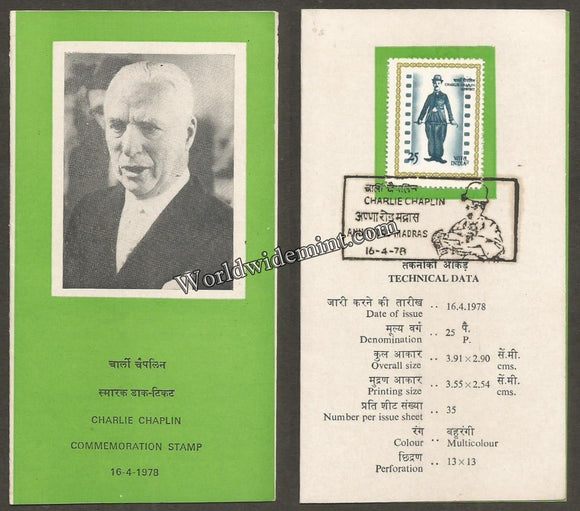 चार्ली चैपलिन
स्मारक डाक-टिकट
CHARLIE CHAPLIN
COMMEMORATION STAMP
16-4-1978
चार्ली चैपलिन
CHARLIE CHAPLIN
25
भारत
INDIA
चार्ली चैपलिन
CHARLIE CHAPLIN
अण्णा रोड मद्रास
ANNA ROAD MADRAS
16-4-78
तकनीकी आंकड़े
TECHNICAL DATA
जारी करने की तारीख .. 16.4.1978
Date of issue
मूल्य वर्ग .. 25 पै.
Denomination P.
कुल आकार .. 3.91×2.90 सें.मी.
Overall size cms.
मुद्रण आकार .. 3.55×2.54 सें.मी.
Printing size cms.
प्रति शीट संख्या .. 35
Number per issue sheet
रंग .. बहुरंगी
Colour Multicolour
छिद्रण .. 13×13
Perforation
Worldwidemint.com